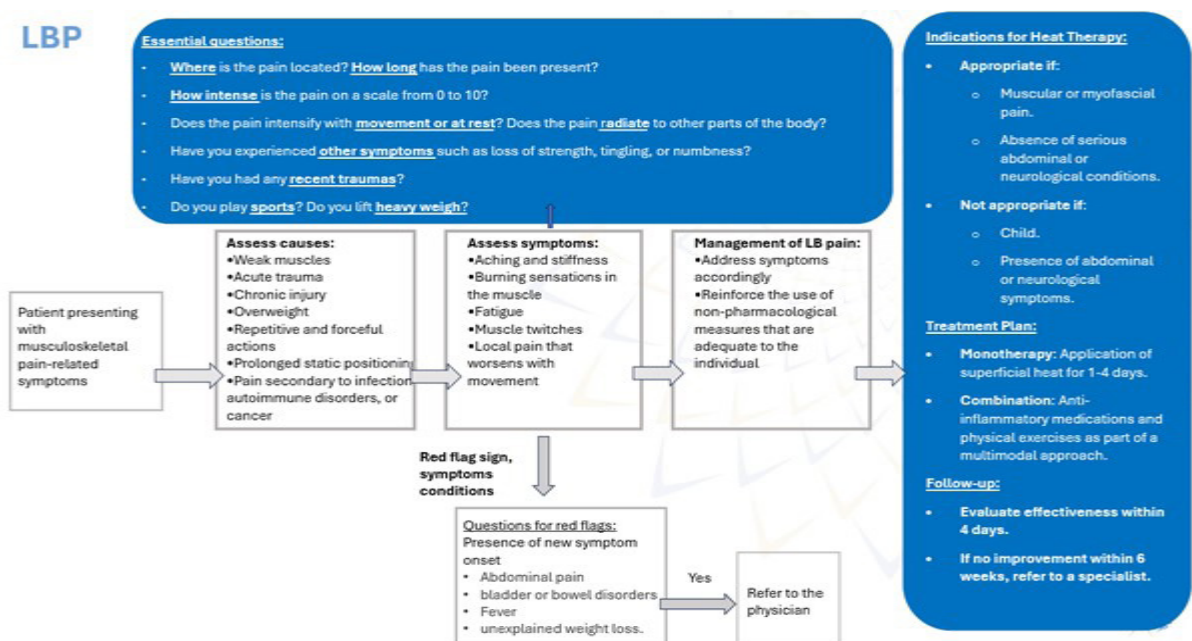 LBP
Essential questions:
- Where is the pain located? How long has the pain been present?
- How intense is the pain on a scale from 0 to 10?
- Does the pain intensify with movement or at rest? Does the pain radiate to other parts of the body?
- Have you experienced other symptoms such as loss of strength, tingling, or numbness?
- Have you had any recent traumas?
- Do you play sports? Do you lift heavy weigh?
Patient presenting
with
musculoskeletal
pain-related
symptoms
Assess causes:
•Weak muscles
•Acute trauma
•Chronic injury
•Overweight
•Repetitive and forceful
actions
•Prolonged static positioning
•Pain secondary to infection
autoimmune disorders, or
cancer
Assess symptoms:
•Aching and stiffness
•Burning sensations in
the muscle
•Fatigue
•Muscle twitches
•Local pain that
worsens with
movement
Management of LB pain:
•Address symptoms
accordingly
•Reinforce the use of
non-pharmacological
measures that are
adequate to the
individual
Red flag sign,
symptoms
conditions
Questions for red flags:
Presence of new symptom
onset
• Abdominal pain
• bladder or bowel disorders
• Fever
• unexplained weight loss.
Yes
Refer to the
physician
Indications for Heat Therapy:
• Appropriate if:
o Muscular or myofascial
pain.
o Absence of serious
abdominal or
neurological conditions.
• Not appropriate if:
o Child.
o Presence of abdominal
or neurological
symptoms.
Treatment Plan:
• Monotherapy: Application of
superficial heat for 1-4 days.
• Combination: Anti-
inflammatory medications and
physical exercises as part of a
multimodal approach.
Follow-up:
• Evaluate effectiveness within
4 days.
• If no improvement within 6
weeks, refer to a specialist.